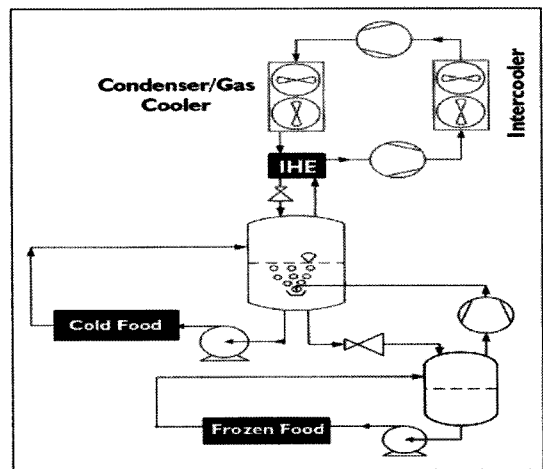 Condenser/Gas
Cooler
Intercooler
IHE
Cold Food
Frozen Food